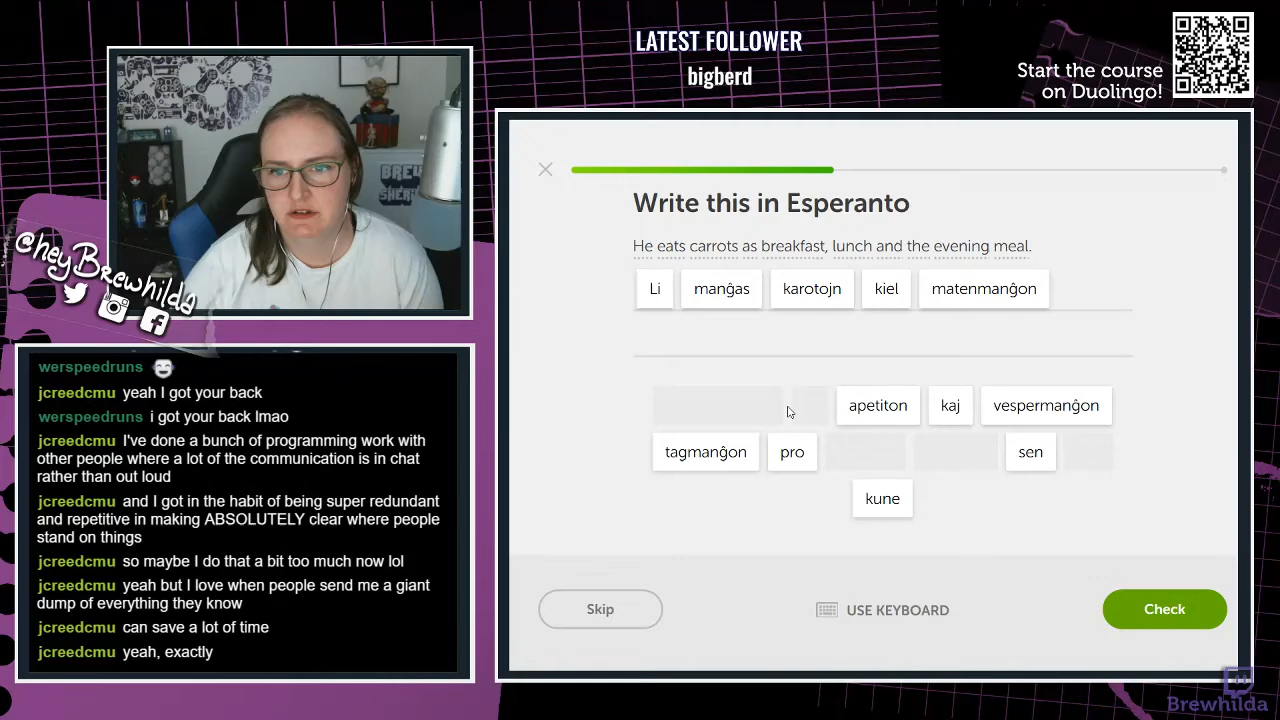 LATEST FOLLOWER
bigberd
Start the course
on Duolingo!
@heyBrewhilda
werspeedruns
jcreedcmu yeah I got your back
werspeedruns i got your back lmao
jcreedcmu I've done a bunch of programming work with
other people where a lot of the communication is in chat
rather than out loud
jcreedcmu and I got in the habit of being super redundant
and repetitive in making ABSOLUTELY clear where people
stand on things
jcreedcmu so maybe I do that a bit too much now lol
jcreedcmu yeah but I love when people send me a giant
dump of everything they know
jcreedcmu can save a lot of time
jcreedcmu yeah, exactly
Write this in Esperanto
He eats carrots as breakfast, lunch and the evening meal.
Li manĝas karotojn kiel matenmanĝon
apetiton kaj vespermanĝon
tagmanĝon pro sen
kune
Skip USE KEYBOARD Check
Brewhilda